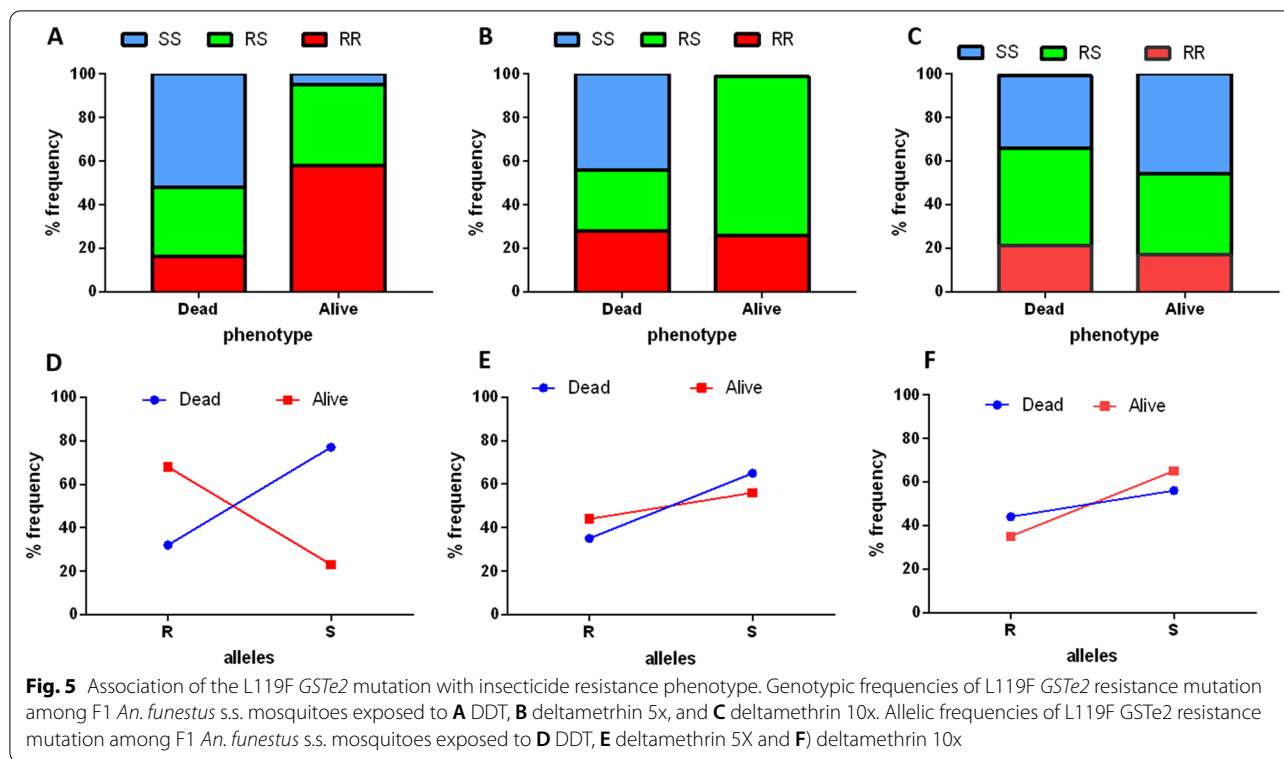 A
SS RS RR
% frequency
100
80
60
40
20
0
Dead Alive
phenotype
B
SS RS RR
% frequency
100
80
60
40
20
0
Dead Alive
phenotype
C
SS RS RR
% frequency
100
80
60
40
20
0
Dead Alive
phenotype
D
Dead Alive
% frequency
100
80
60
40
20
0
R S
alleles
E
Dead Alive
% frequency
100
80
60
40
20
0
R S
alleles
F
Dead Alive
% frequency
100
80
60
40
20
0
R S
alleles
Fig. 5 Association of the L119F GSTe2 mutation with insecticide resistance phenotype. Genotypic frequencies of L119F GSTe2 resistance mutation
among F1 An. funestus s.s. mosquitoes exposed to A DDT, B deltametrhin 5x, and C deltamethrin 10x. Allelic frequencies of L119F GSTe2 resistance
mutation among F1 An. funestus s.s. mosquitoes exposed to D DDT, E deltamethrin 5X and F) deltamethrin 10x